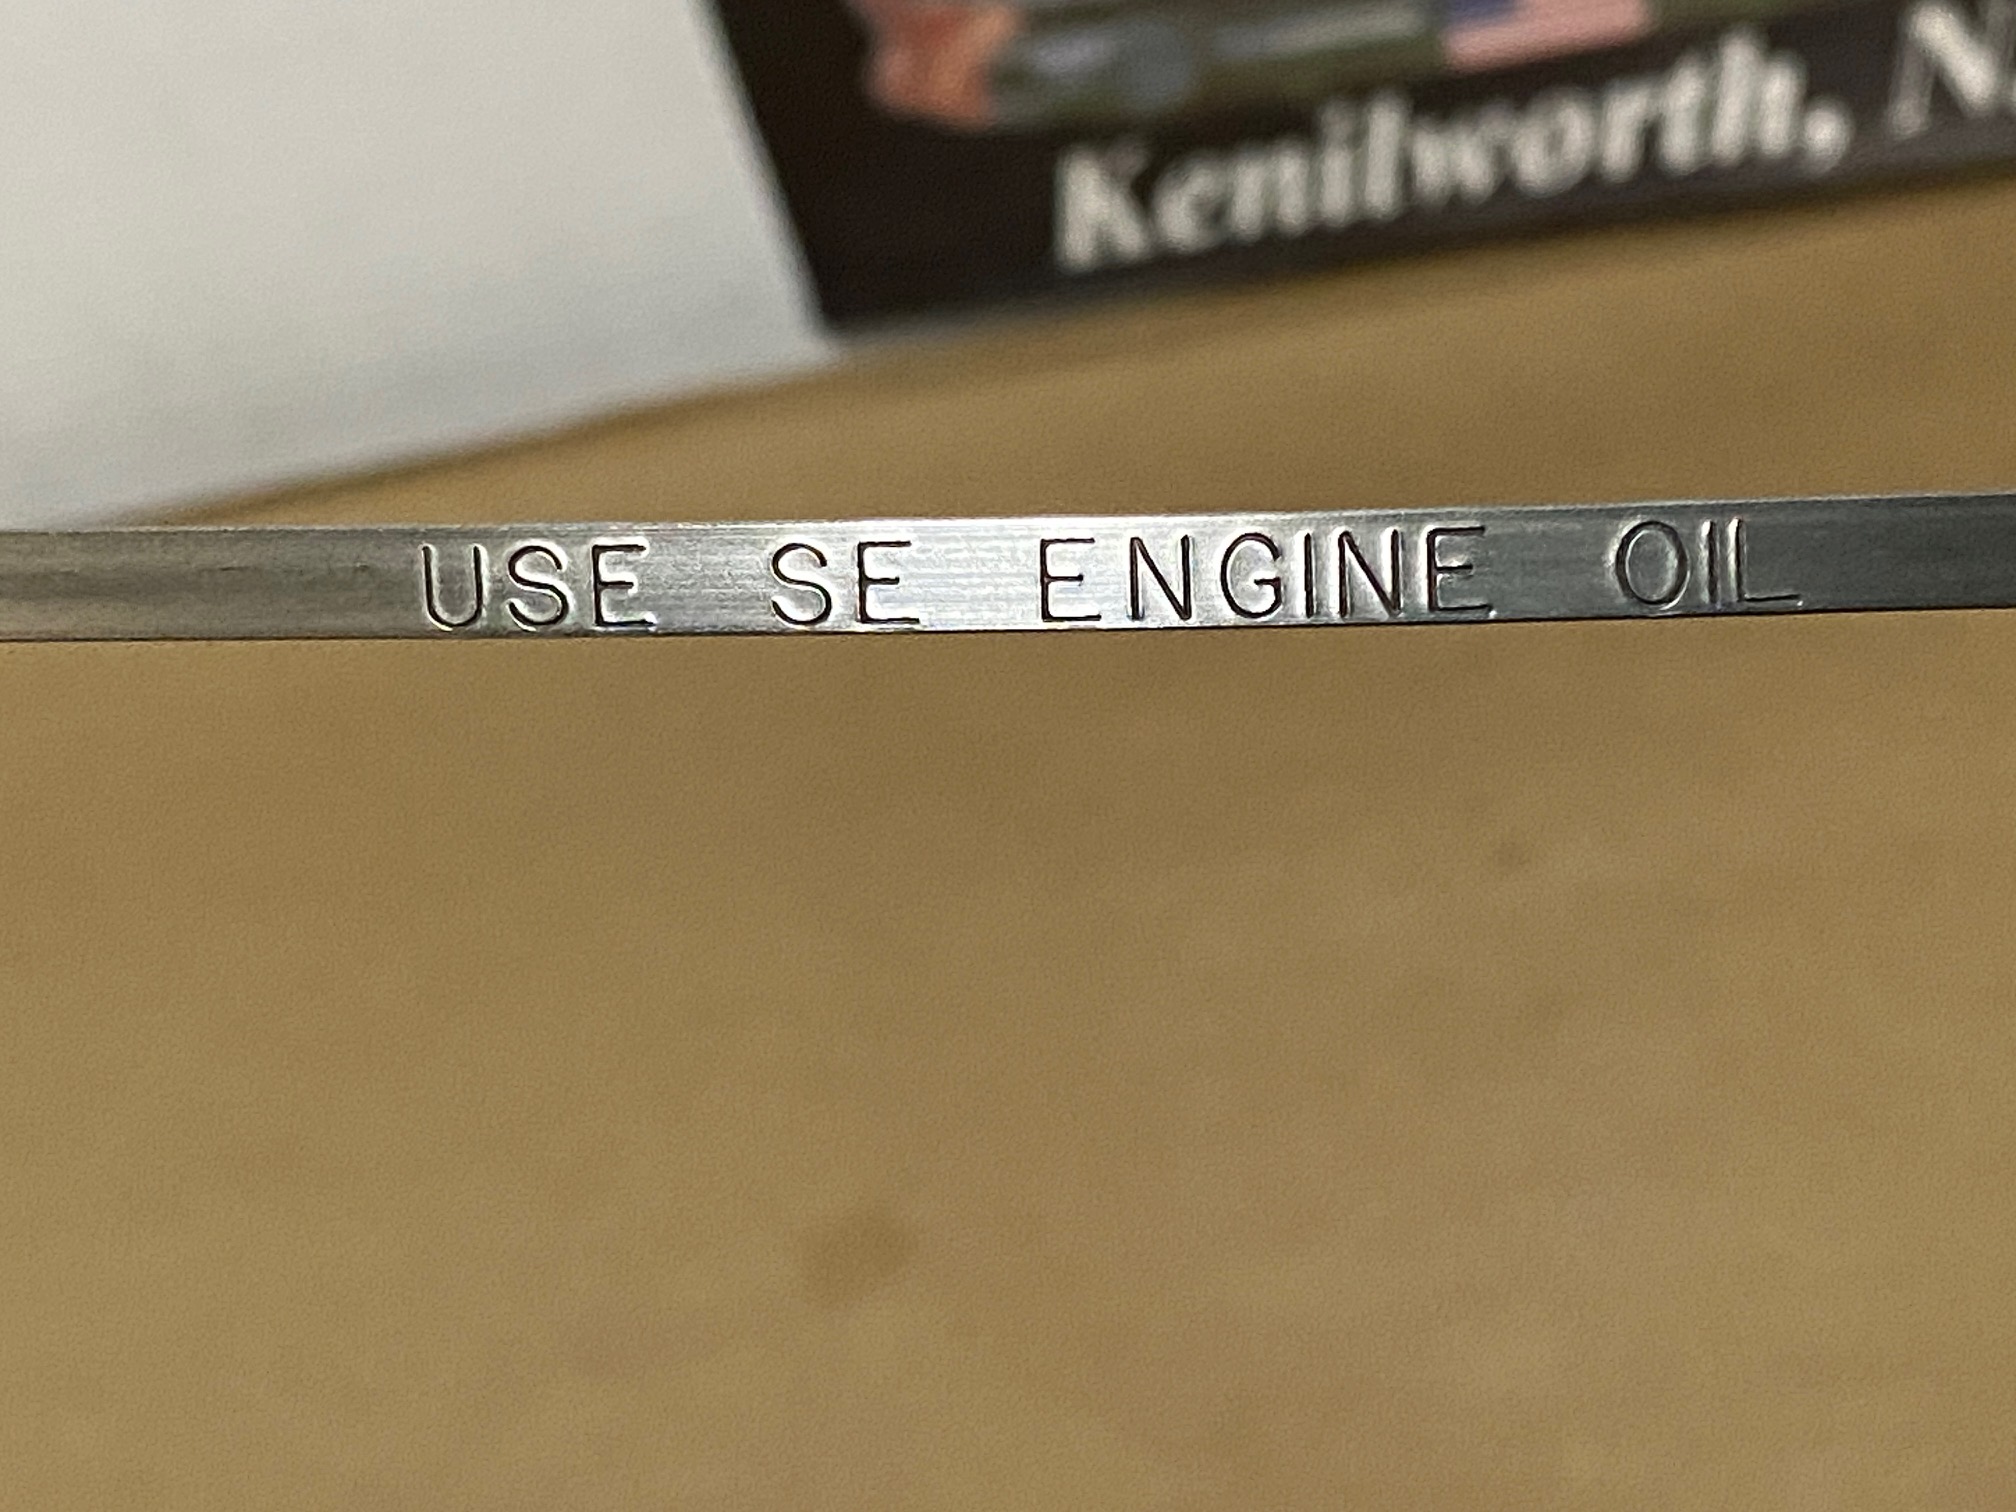 Kenilworth,
USE SE ENGINE OIL